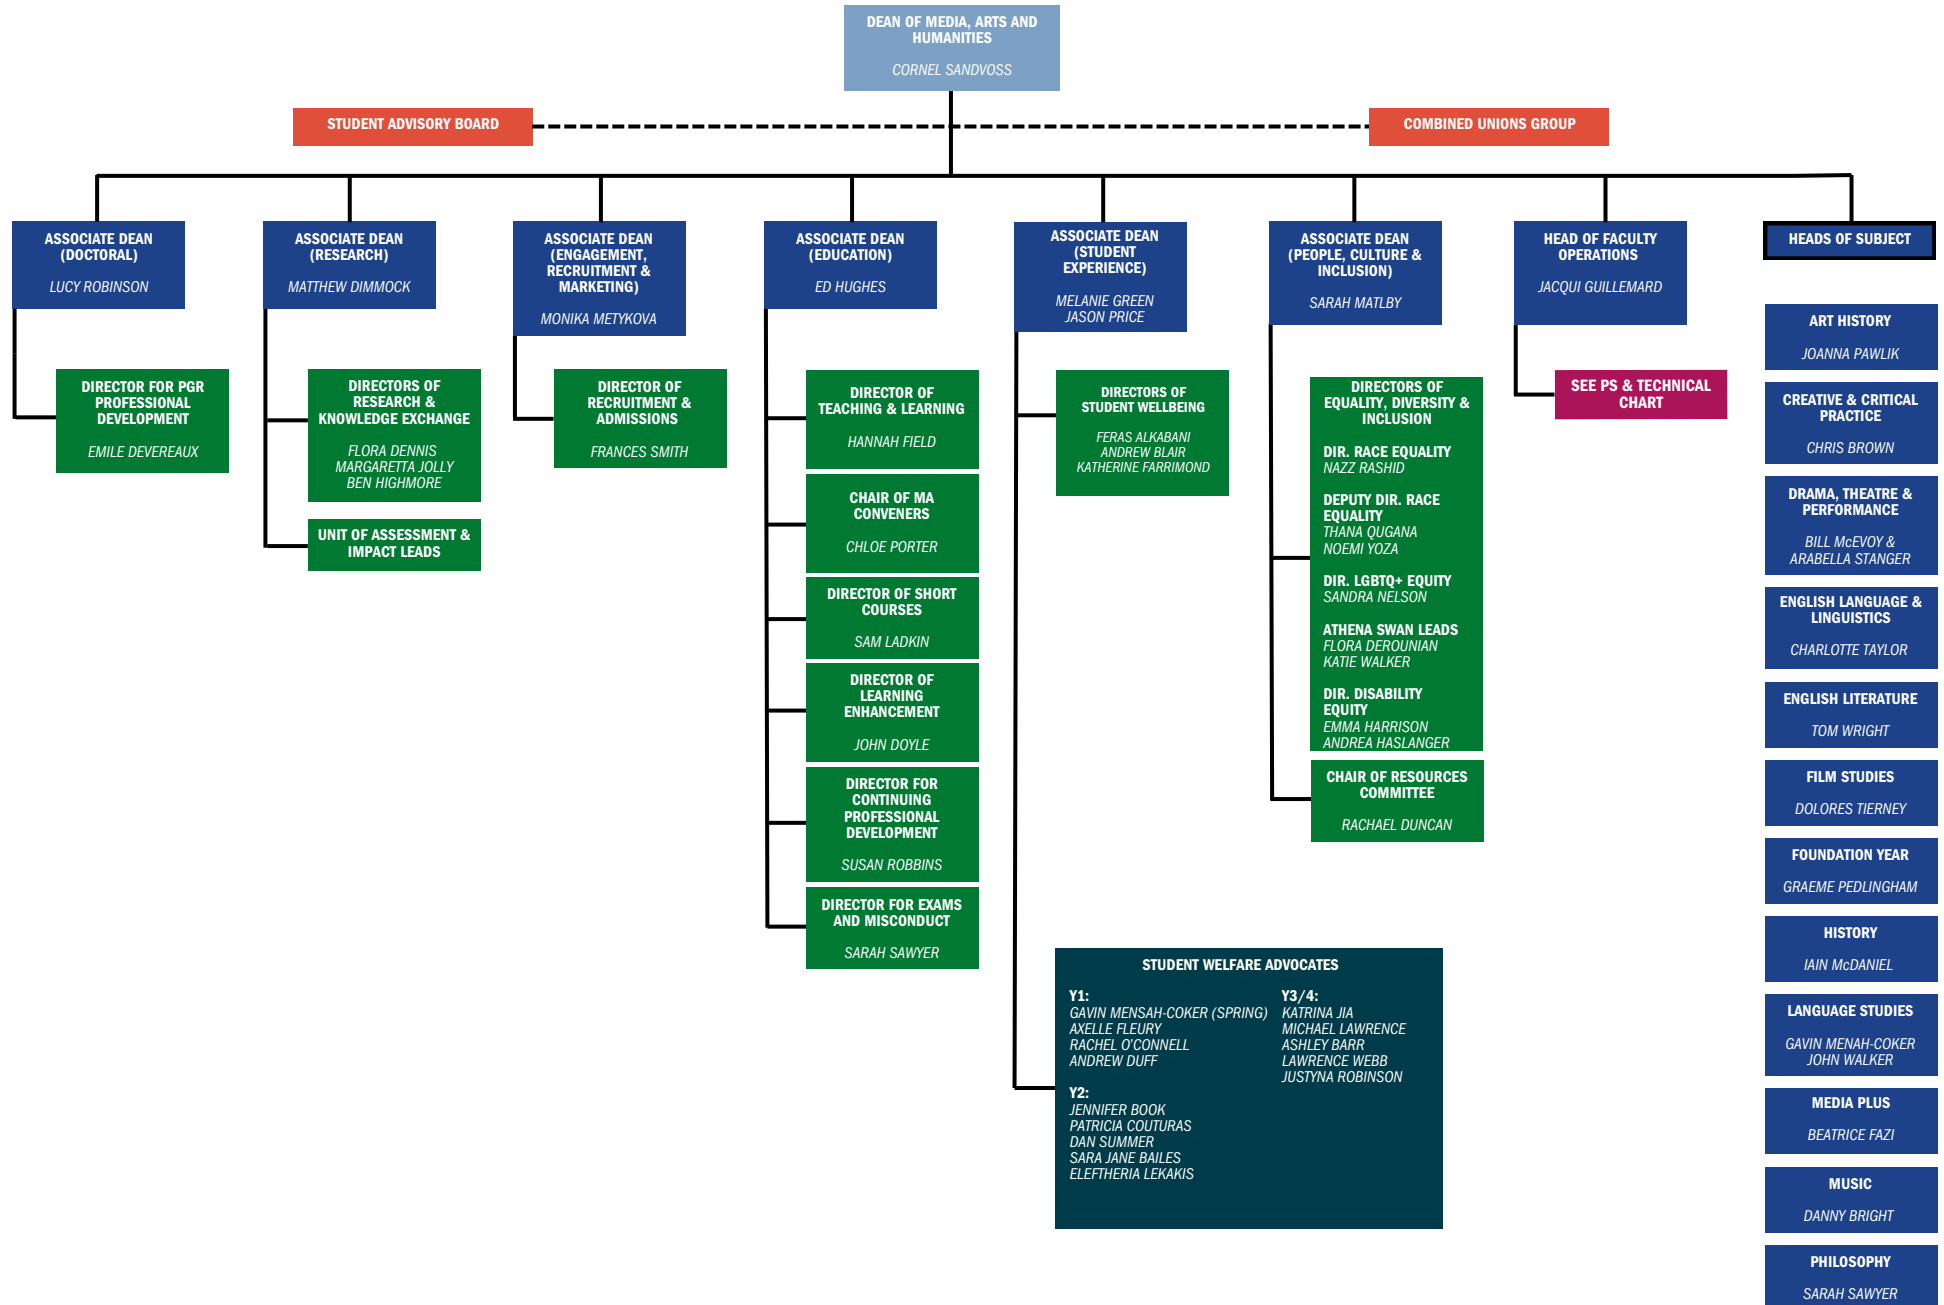 DEAN OF MEDIA, ARTS AND
HUMANITIES
CORNEL SANDVOSS
STUDENT ADVISORY BOARD
COMBINED UNIONS GROUP
ASSOCIATE DEAN
(DOCTORAL)
LUCY ROBINSON
ASSOCIATE DEAN
(RESEARCH)
MATTHEW DIMMOCK
ASSOCIATE DEAN
(ENGAGEMENT,
RECRUITMENT &
MARKETING)
MONIKA METYKOVA
ASSOCIATE DEAN
(EDUCATION)
ED HUGHES
ASSOCIATE DEAN
(STUDENT
EXPERIENCE)
MELANIE GREEN
JASON PRICE
ASSOCIATE DEAN
(PEOPLE, CULTURE &
INCLUSION)
SARAH MATLBY
HEAD OF FACULTY
OPERATIONS
JACQUI GUILLEMARD
HEADS OF SUBJECT
DIRECTOR FOR PGR
PROFESSIONAL
DEVELOPMENT
EMILE DEVEREAUX
DIRECTORS OF
RESEARCH &
KNOWLEDGE EXCHANGE
FLORA DENNIS
MARGARETTA JOLLY
BEN HIGHMORE
UNIT OF ASSESSMENT &
IMPACT LEADS
DIRECTOR OF
RECRUITMENT &
ADMISSIONS
FRANCES SMITH
DIRECTOR OF
TEACHING & LEARNING
HANNAH FIELD
CHAIR OF MA
CONVENERS
CHLOE PORTER
DIRECTOR OF SHORT
COURSES
SAM LADKIN
DIRECTOR OF
LEARNING
ENHANCEMENT
JOHN DOYLE
DIRECTOR FOR
CONTINUING
PROFESSIONAL
DEVELOPMENT
SUSAN ROBBINS
DIRECTOR FOR EXAMS
AND MISCONDUCT
SARAH SAWYER
DIRECTORS OF
STUDENT WELLBEING
FERAS ALKABANI
ANDREW BLAIR
KATHERINE FARRIMOND
STUDENT WELFARE ADVOCATES
Y1:
GAVIN MENSAH-COKER (SPRING)
AXELLE FLEURY
RACHEL O'CONNELL
ANDREW DUFF
Y2:
JENNIFER BOOK
PATRICIA COUTURAS
DAN SUMMER
SARA JANE BAILES
ELEFTHERIA LEKAKIS
Y3/4:
KATRINA JIA
MICHAEL LAWRENCE
ASHLEY BARR
LAWRENCE WEBB
JUSTYNA ROBINSON
DIRECTORS OF
EQUALITY, DIVERSITY &
INCLUSION
DIR. RACE EQUALITY
NAZZ RASHID
DEPUTY DIR. RACE
EQUALITY
THANA QUGANA
NOEMI YOZA
DIR. LGBTQ+ EQUITY
SANDRA NELSON
ATHENA SWAN LEADS
FLORA DEROUNIAN
KATIE WALKER
DIR. DISABILITY
EQUITY
EMMA HARRISON
ANDREA HASLANGER
CHAIR OF RESOURCES
COMMITTEE
RACHAEL DUNCAN
SEE PS & TECHNICAL
CHART
ART HISTORY
JOANNA PAWLIK
CREATIVE & CRITICAL
PRACTICE
CHRIS BROWN
DRAMA, THEATRE &
PERFORMANCE
BILL McEVOY &
ARABELLA STANGER
ENGLISH LANGUAGE &
LINGUISTICS
CHARLOTTE TAYLOR
ENGLISH LITERATURE
TOM WRIGHT
FILM STUDIES
DOLORES TIERNEY
FOUNDATION YEAR
GRAEME PEDLINGHAM
HISTORY
IAIN McDANIEL
LANGUAGE STUDIES
GAVIN MENAH-COKER
JOHN WALKER
MEDIA PLUS
BEATRICE FAZI
MUSIC
DANNY BRIGHT
PHILOSOPHY
SARAH SAWYER